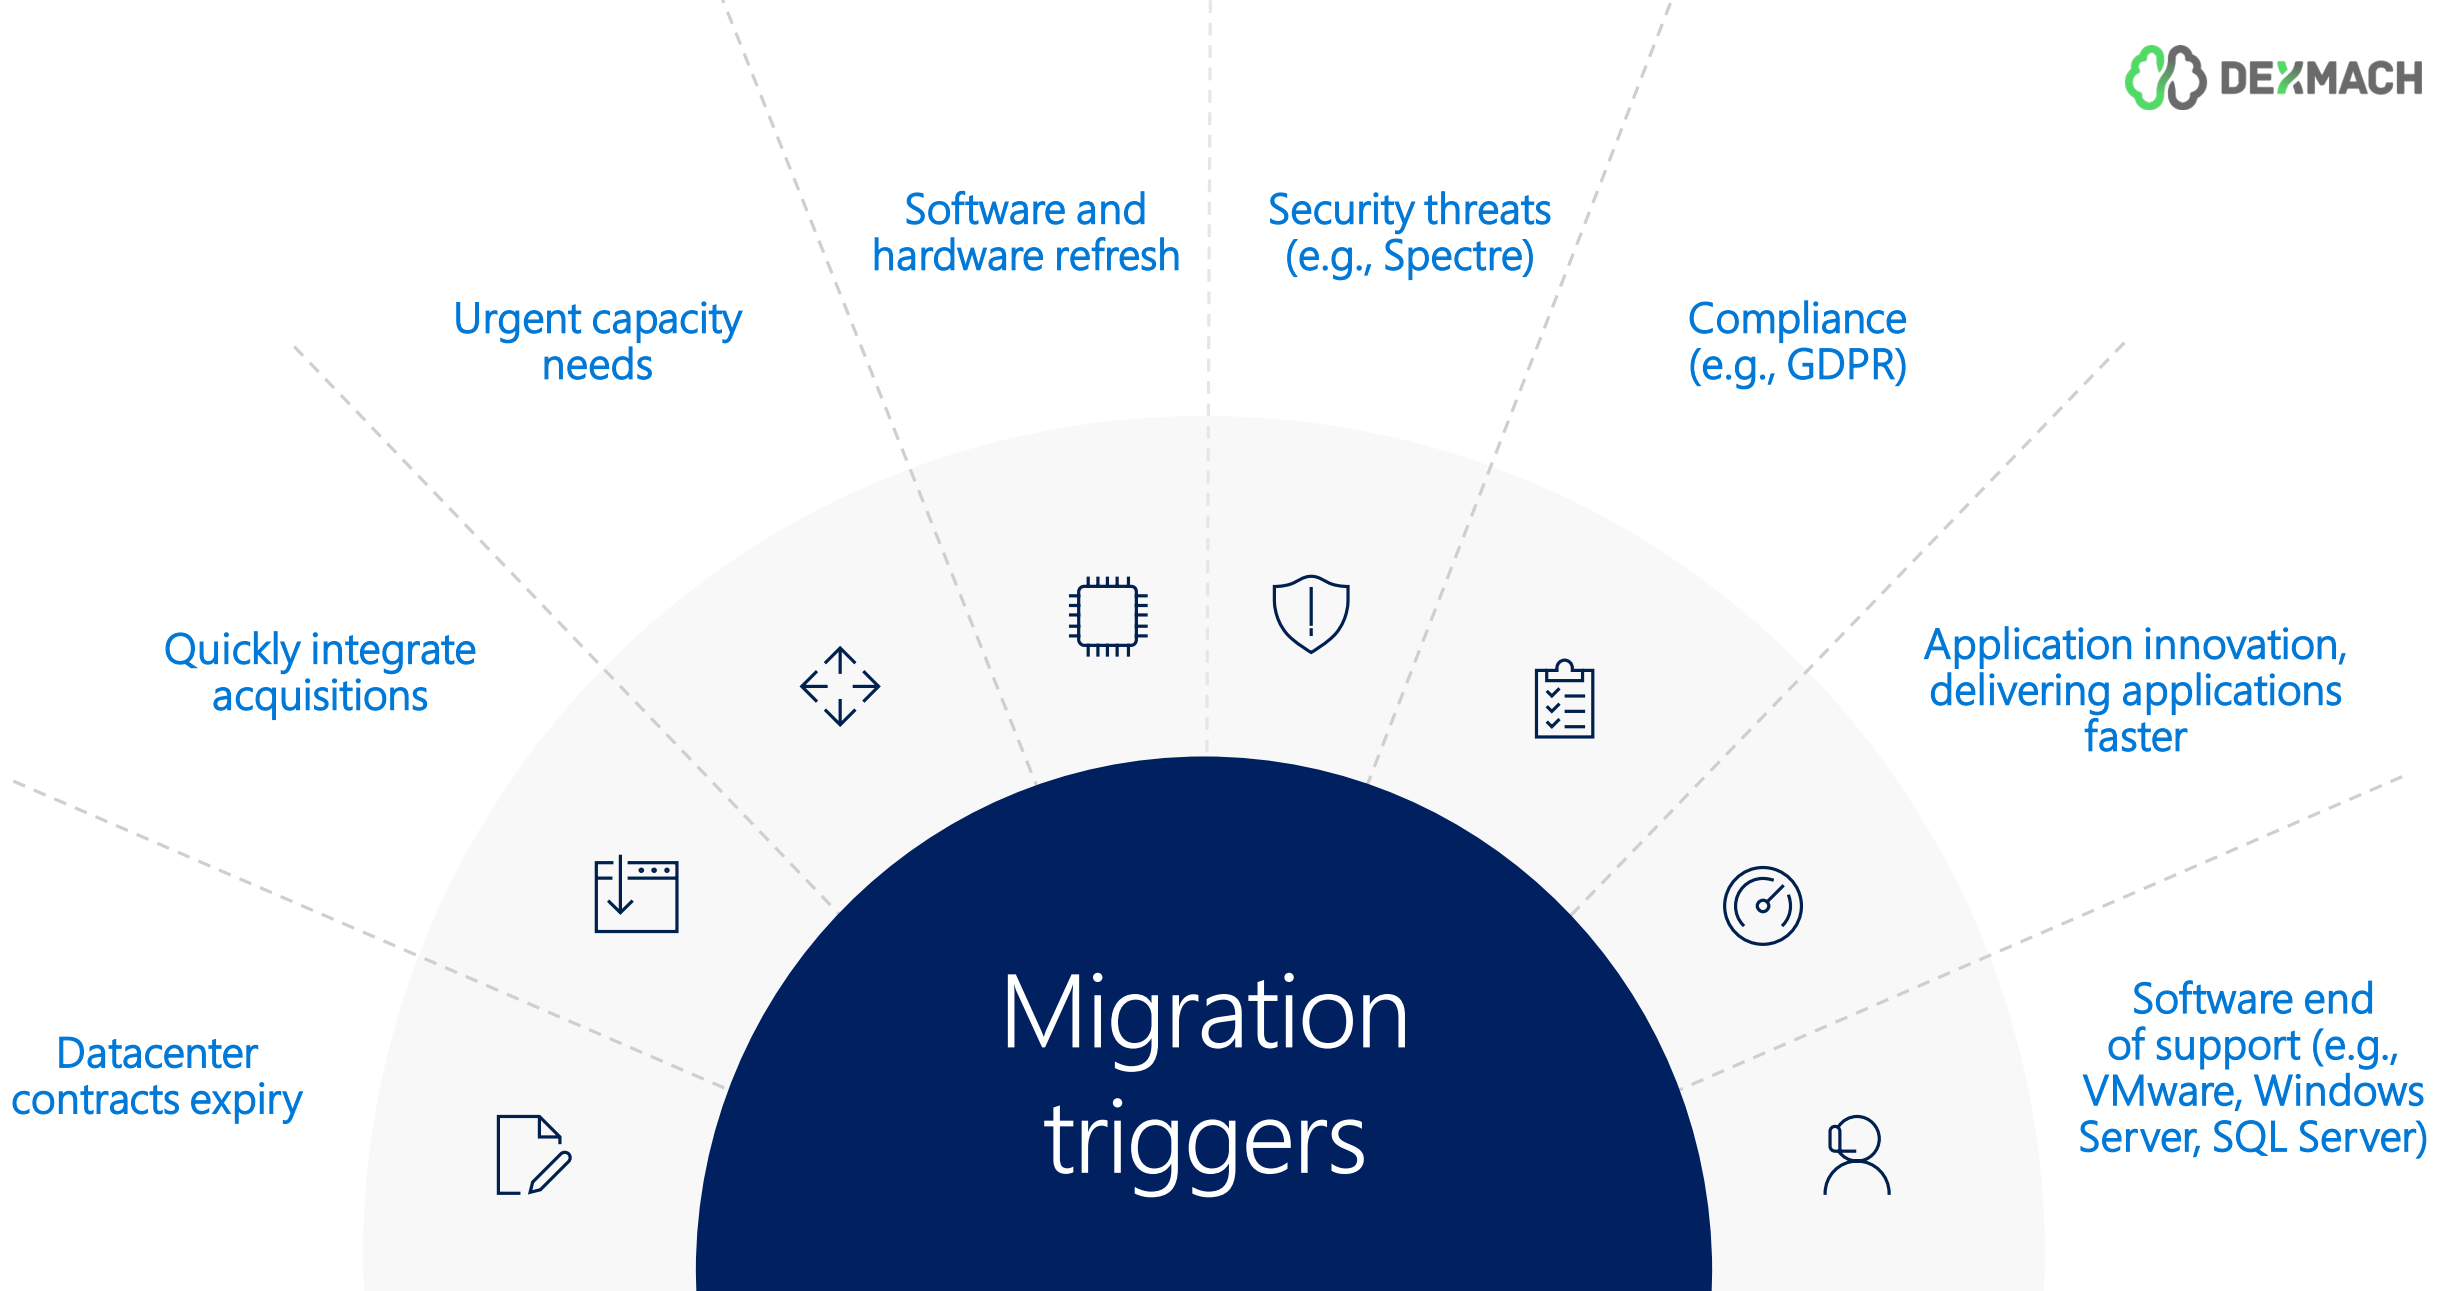 DEXMACH
Software and
hardware refresh
Security threats
(e.g., Spectre)
Urgent capacity
needs
Compliance
(e.g., GDPR)
Quickly integrate
acquisitions
Application innovation,
delivering applications
faster
Datacenter
contracts expiry
Software end
of support (e.g.,
VMware, Windows
Server, SQL Server)
Migration
triggers